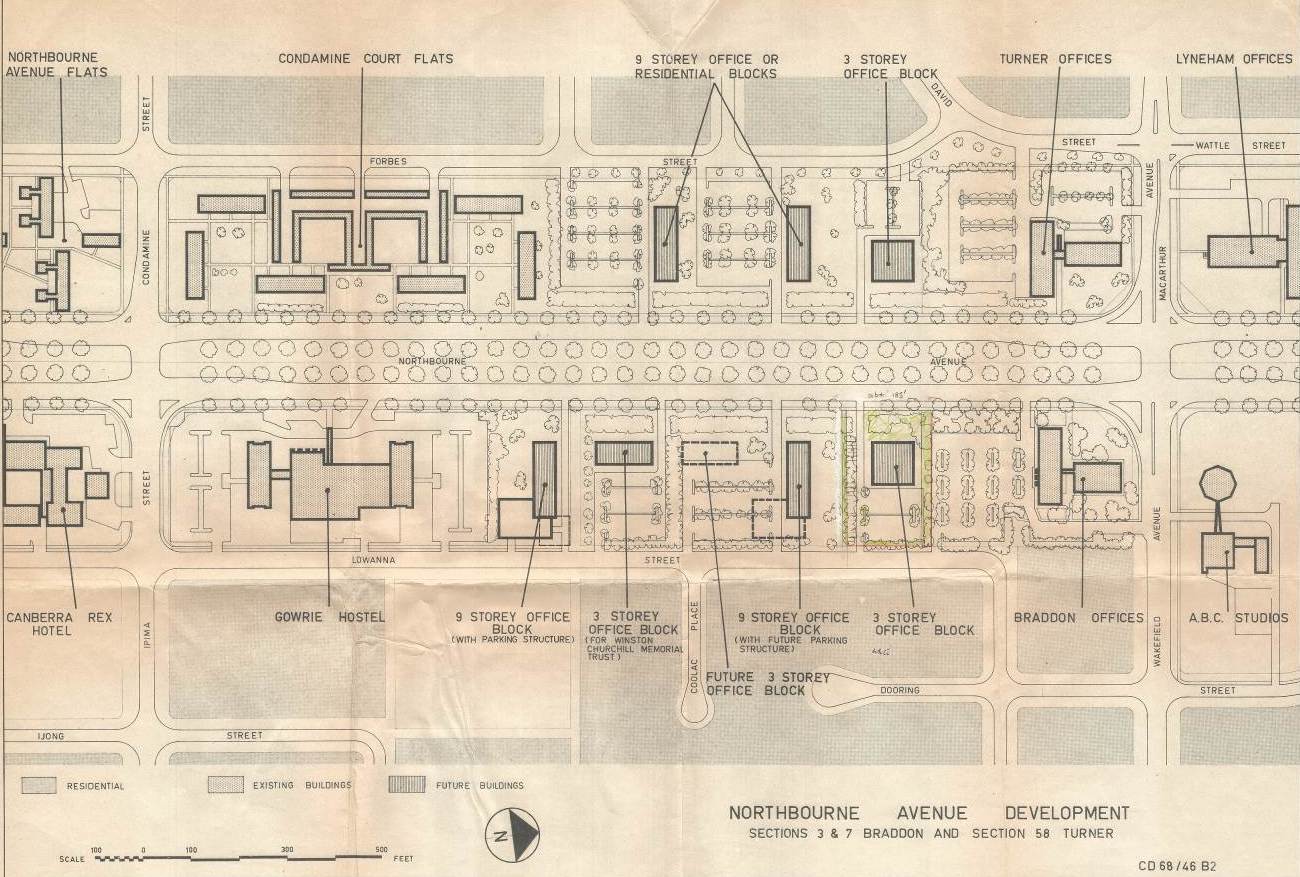 NORTHBOURNE
AVENUE FLATS
CONDAMINE COURT FLATS
9 STOREY OFFICE OR
RESIDENTIAL BLOCKS
3 STOREY
OFFICE BLOCK
TURNER OFFICES
LYNEHAM OFFICES
STREET
DAVID
STREET
WATTLE STREET
FORBES
STREET
AVENUE
CONDAMINE
MACARTHUR
NORTHBOURNE
AVENUE
185'
STREET
AVENUE
LOWANNA
STREET
CANBERRA REX
HOTEL
GOWRIE HOSTEL
9 STOREY OFFICE
BLOCK
(WITH PARKING STRUCTURE)
3 STOREY
OFFICE BLOCK
(FOR WINSTON
CHURCHILL MEMORIAL
TRUST)
PLACE
9 STOREY OFFICE
BLOCK
(WITH FUTURE PARKING
STRUCTURE)
3 STOREY
OFFICE BLOCK
BRADDON OFFICES
A.B.C. STUDIOS
IPIMA
WAKEFIELD
COOLAC
FUTURE 3 STOREY
OFFICE BLOCK
DOORING
STREET
IJONG
STREET
RESIDENTIAL
EXISTING BUILDINGS
FUTURE BUILDINGS
N
NORTHBOURNE AVENUE DEVELOPMENT
SECTIONS 3 & 7 BRADDON AND SECTION 58 TURNER
SCALE 100 0 100 300 500 FEET
CD 68/46 B2